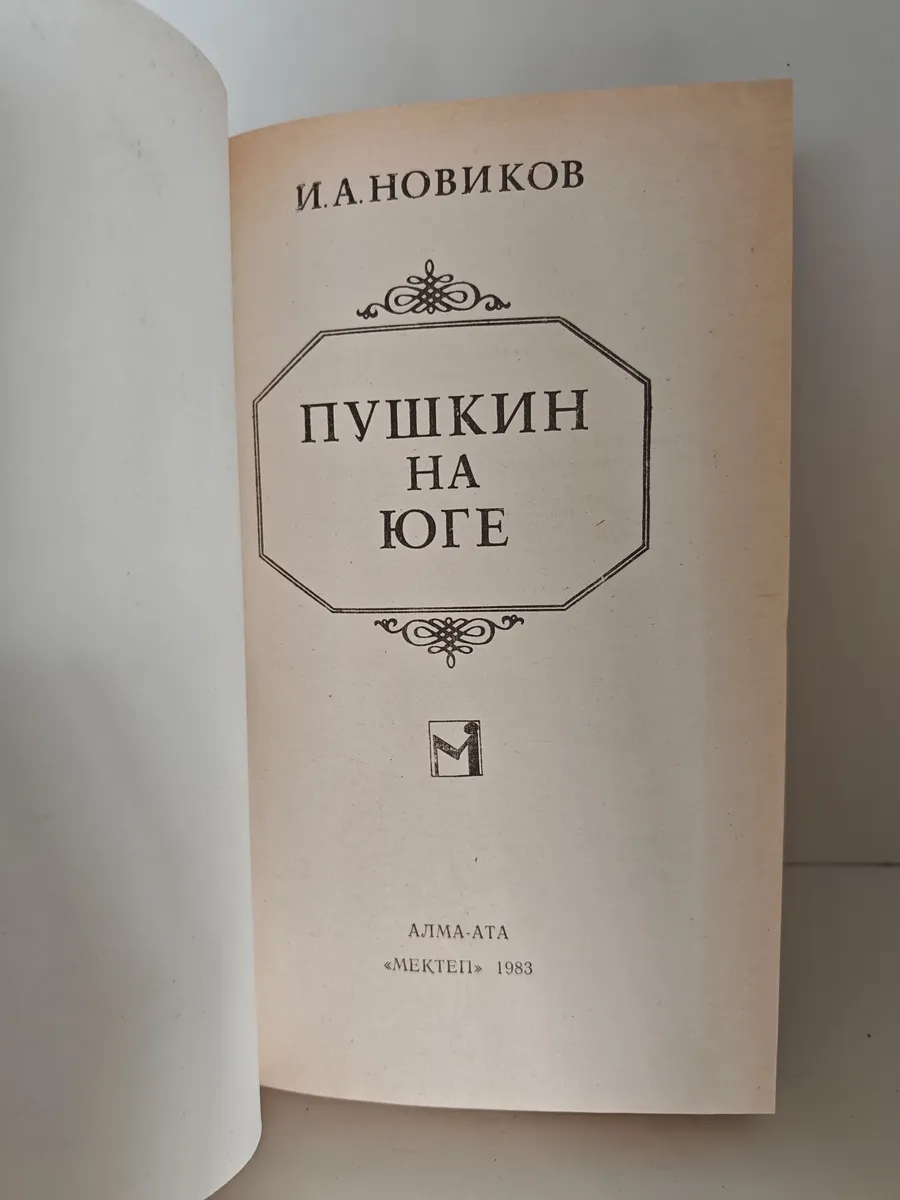 И. А. НОВИКОВ
ПУШКИН
НА
ЮГЕ
М
АЛМА-АТА
«МЕКТЕП» 1983